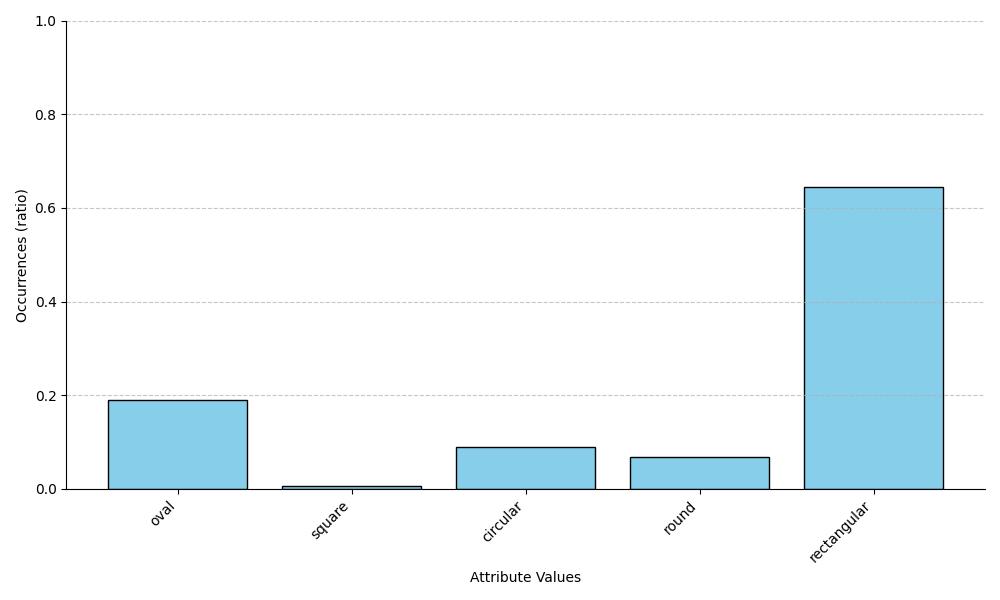 1.0
0.8
0.6
0.4
0.2
0.0
Occurrences (ratio)
oval
square
circular
round
rectangular
Attribute Values